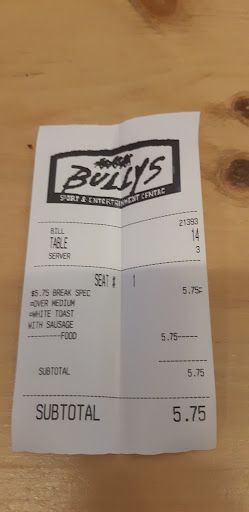 BULLYS
SPORT & ENTERTAINMENT CENTRE
21393
BILL
TABLE 14
SERVER 3
SEAT # 1
#5.75 BREAK SPEC 5.75c
=OVER MEDIUM
=WHITE TOAST
WITH SAUSAGE
----------FOOD 5.75-----
SUBTOTAL 5.75
SUBTOTAL 5.75